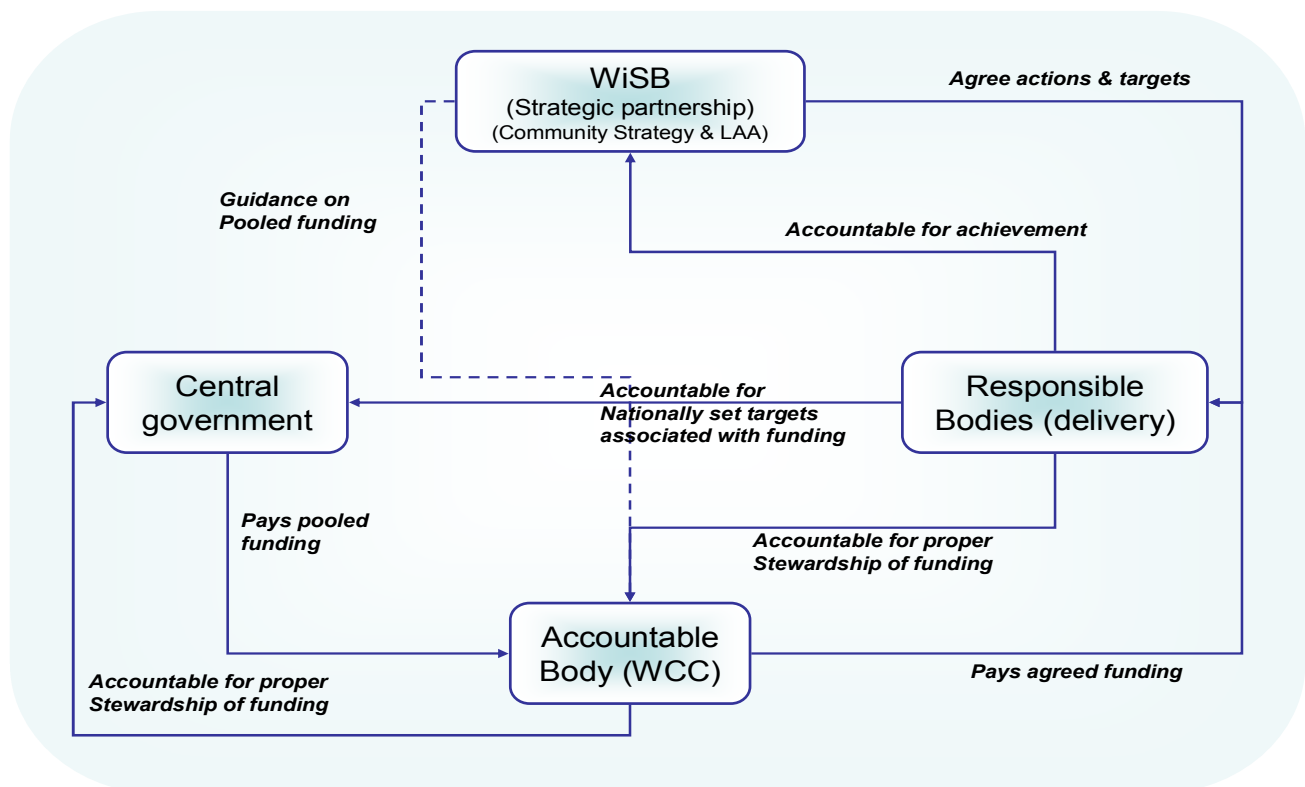 WiSB
(Strategic partnership)
(Community Strategy & LAA)
Agree actions & targets
Guidance on
Pooled funding
Accountable for achievement
Central
government
Accountable for
Nationally set targets
associated with funding
Responsible
Bodies (delivery)
Pays pooled
funding
Accountable for proper
Stewardship of funding
Accountable
Body (WCC)
Pays agreed funding
Accountable for proper
Stewardship of funding